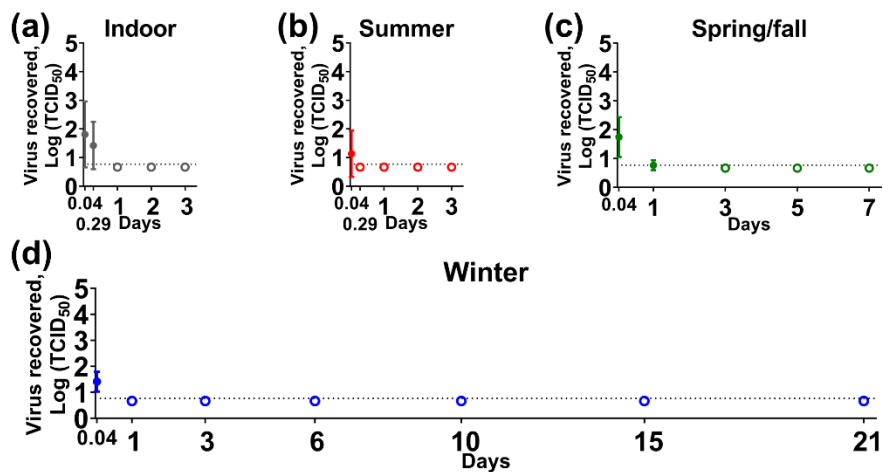 (a) Indoor
Virus recovered,
Log (TCID50)
5
4
3
2
1
0
0.04 1 2 3
0.29 Days
(b) Summer
Virus recovered,
Log (TCID50)
5
4
3
2
1
0
0.04 1 2 3
0.29 Days
(c) Spring/fall
Virus recovered,
Log (TCID50)
5
4
3
2
1
0
0.04 1 3 5 7
Days
(d) Winter
Virus recovered,
Log (TCID50)
5
4
3
2
1
0
0.04 1 3 6 10 15 21
Days